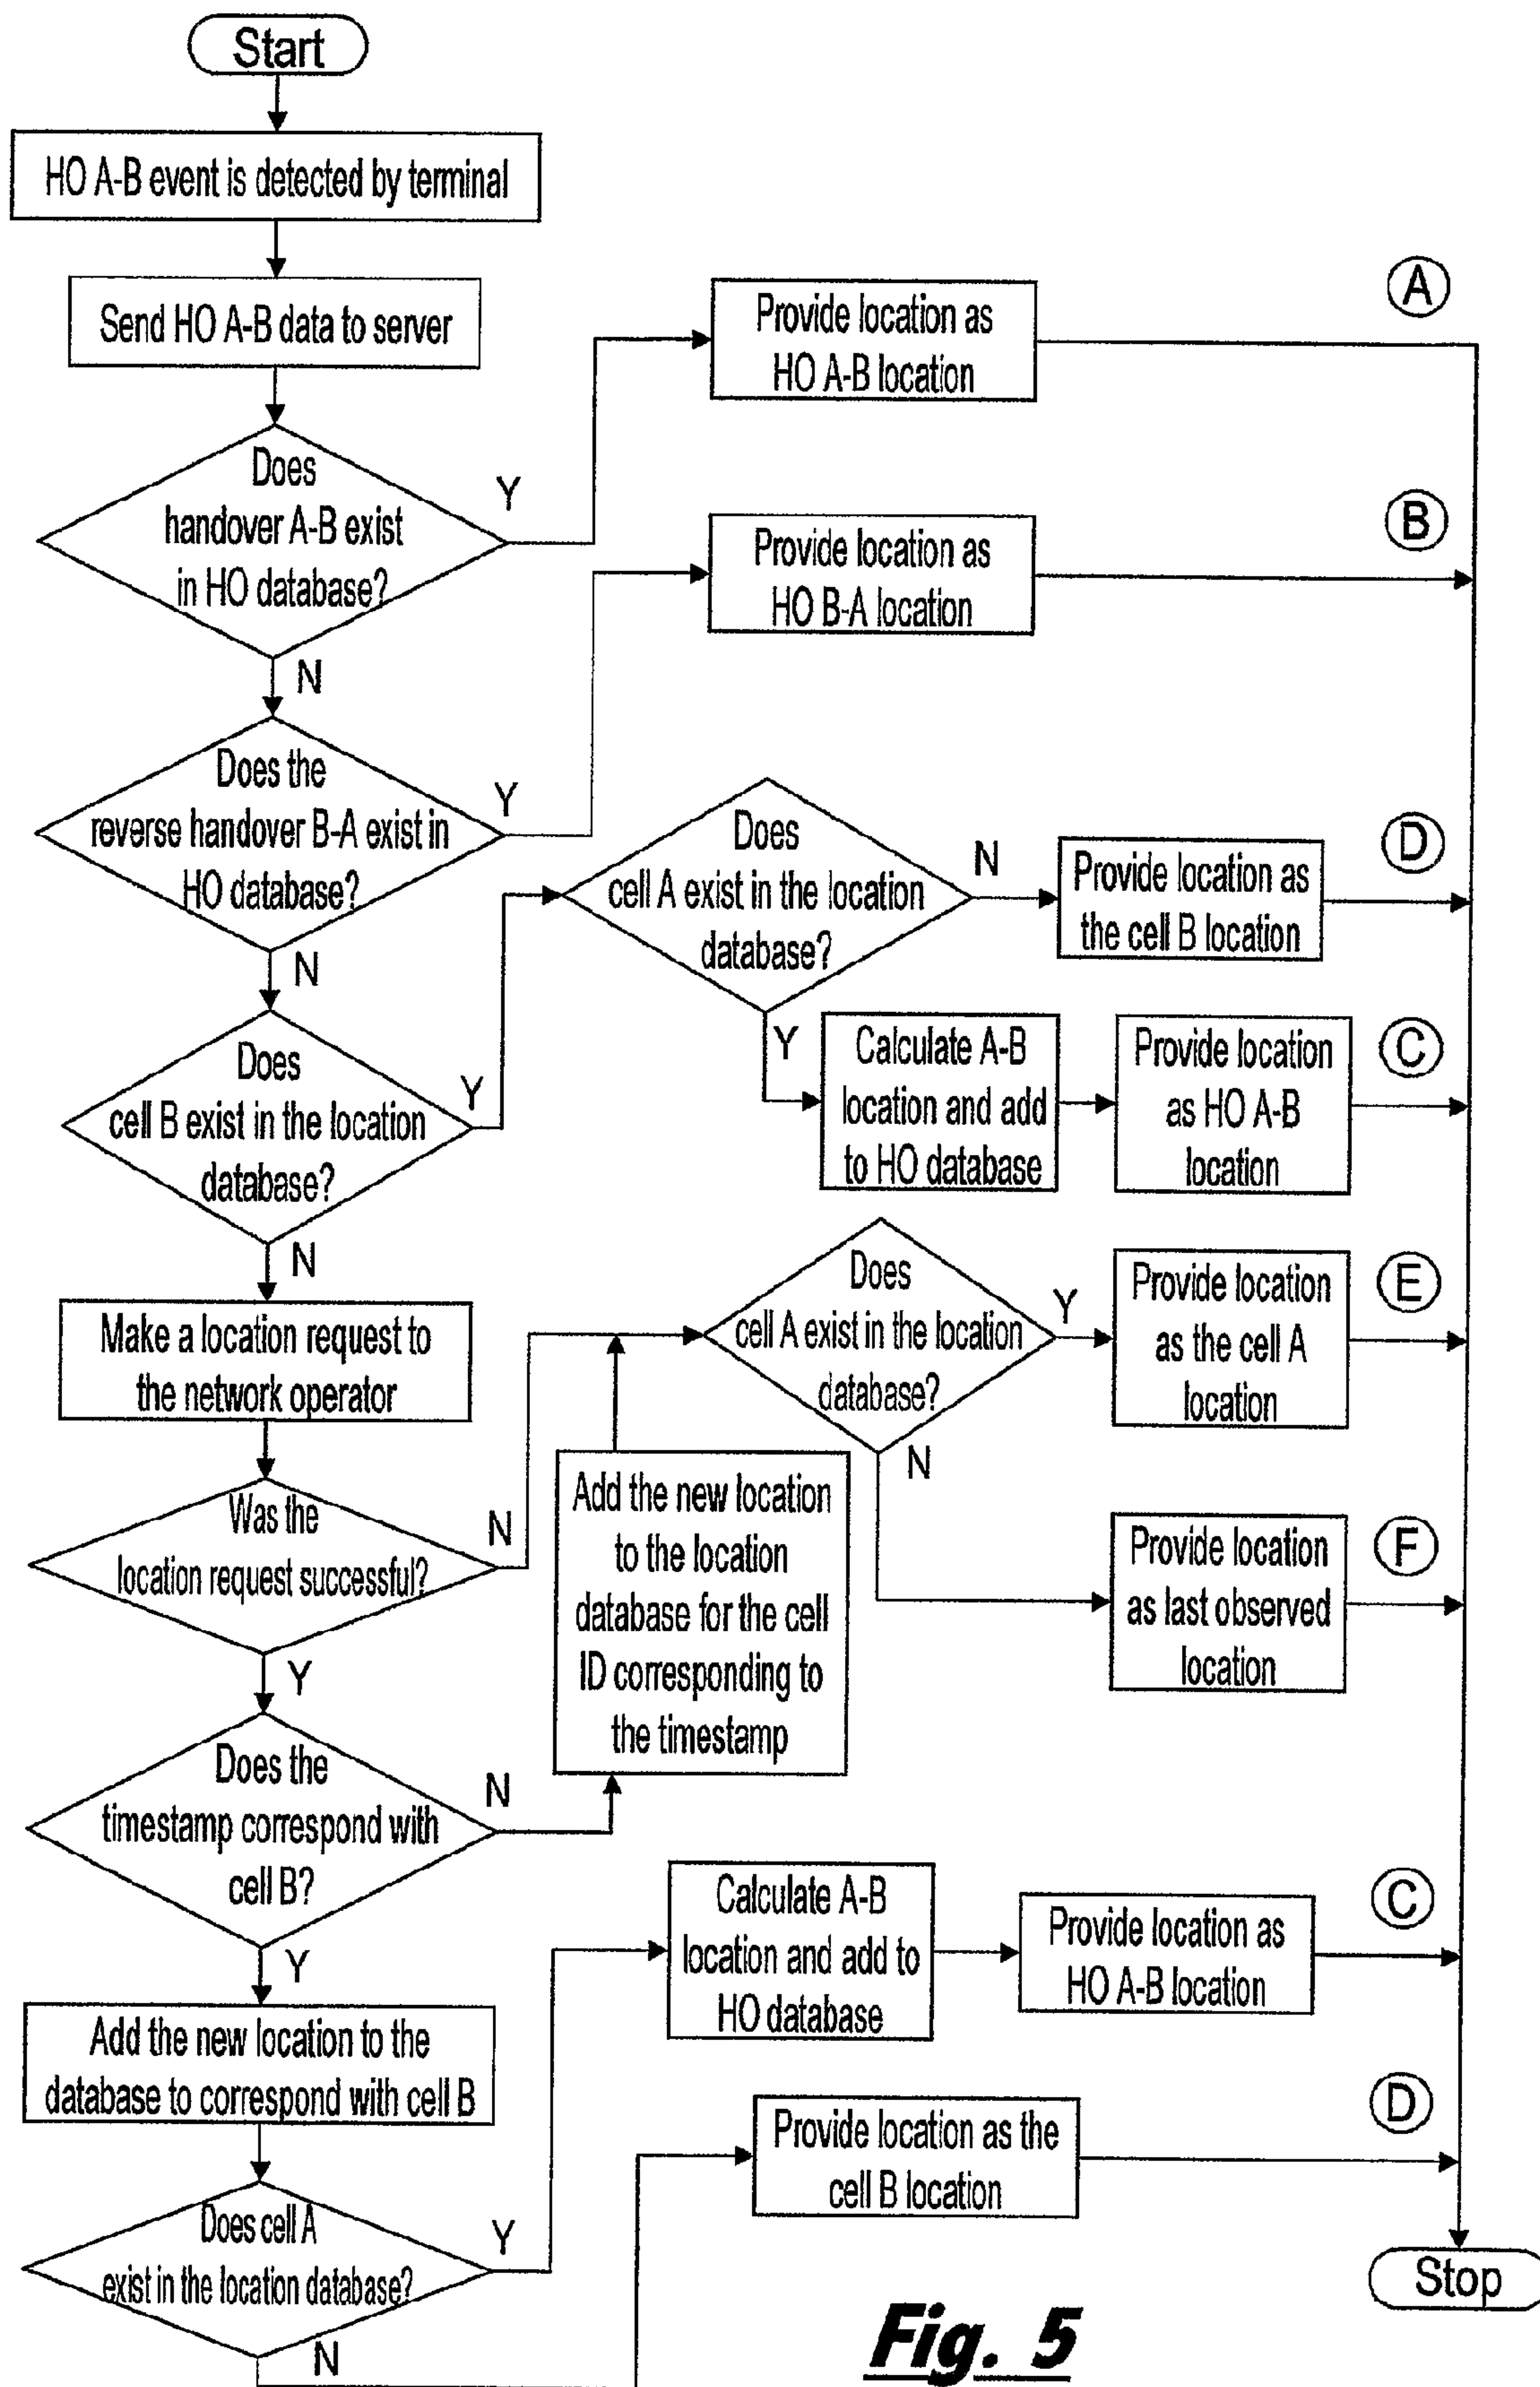 Start
HO A-B event is detected by terminal
Send HO A-B data to server
Does
handover A-B exist
in HO database?
Y
N
Provide location as
HO A-B location
A
Does the
reverse handover B-A exist in
HO database?
Y
N
Provide location as
HO B-A location
B
Does
cell B exist in the location
database?
Y
N
Does
cell A exist in the location
database?
N
Y
Provide location as
the cell B location
D
Calculate A-B
location and add
to HO database
Provide location
as HO A-B
location
C
Make a location request to
the network operator
Was the
location request successful?
N
Y
Does
cell A exist in the location
database?
Y
N
Provide location
as the cell A
location
E
Provide location
as last observed
location
F
Add the new location
to the location
database for the cell
ID corresponding to
the timestamp
Does the
timestamp correspond with
cell B?
N
Y
Add the new location to the
database to correspond with cell B
Does cell A
exist in the location database?
Y
N
Calculate A-B
location and add to
HO database
Provide location as
HO A-B location
C
Provide location as the
cell B location
D
Stop
Fig. 5